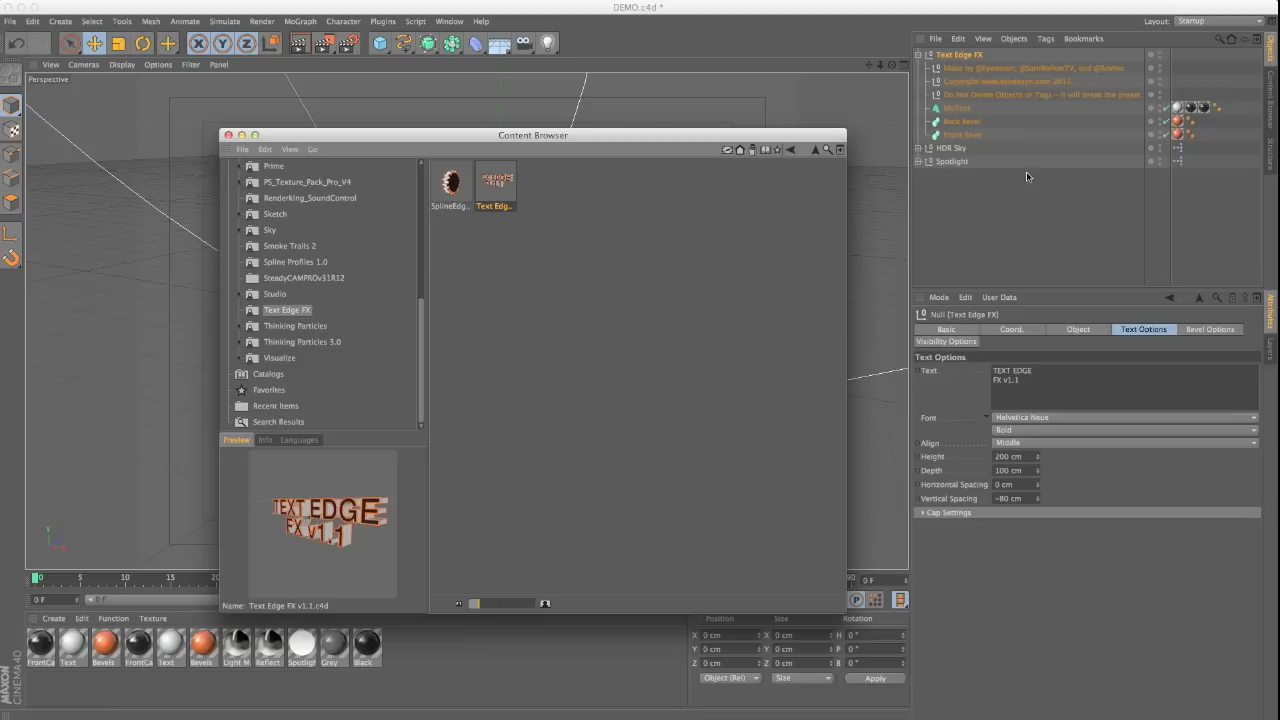 DEMO.c4d *
File Edit Create Select Tools Mesh Animate Simulate Render MoGraph Character Plugins Script Window Help
Layout: Startup
View Cameras Display Options Filter Panel
Perspective
File Edit View Objects Tags Bookmarks
Text Edge FX
Made by @Eyedesyn, @SamWelkerTV, and @Rovino
Copyright www.eyedesyn.com 2012
Do Not Delete Objects or Tags - It will break the preset
MoText
Back Bevel
Front Bevel
HDR Sky
Spotlight
Objects
Content Browser
Structure
Content Browser
File Edit View Go
Prime
PS_Texture_Pack_Pro_V4
Renderking_SoundControl
Sketch
Sky
Smoke Trails 2
Spline Profiles 1.0
SteadyCAMPROv31R12
Studio
Text Edge FX
Thinking Particles
Thinking Particles 3.0
Visualize
Catalogs
Favorites
Recent Items
Search Results
SplineEdg.. Text Edg..
Preview Info Languages
TEXT EDGE
FX v1.1
Name: Text Edge FX v1.1.c4d
Mode Edit User Data
Null [Text Edge FX]
Basic Coord. Object Text Options Bevel Options
Visibility Options
Text Options
Text TEXT EDGE
FX v1.1
Font Helvetica Neue
Bold
Align Middle
Height 200 cm
Depth 100 cm
Horizontal Spacing 0 cm
Vertical Spacing -80 cm
Cap Settings
Attributes
Layers
0 5 10 15 90 0 F
0 F 0 F
Create Edit Function Texture
FrontCa Text Bevels FrontCa Text Bevels Light M Reflect Spotligh Grey Black
Position Size Rotation
X 0 cm X 0 cm H 0 °
Y 0 cm Y 0 cm P 0 °
Z 0 cm Z 0 cm B 0 °
Object (Rel) Size Apply
MAXON
CINEMA 4D